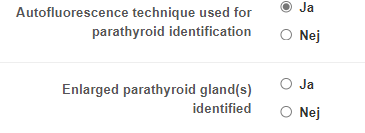 Autofluorescence technique used for
parathyroid identification
Ja
Nej
Enlarged parathyroid gland(s)
identified
Ja
Nej